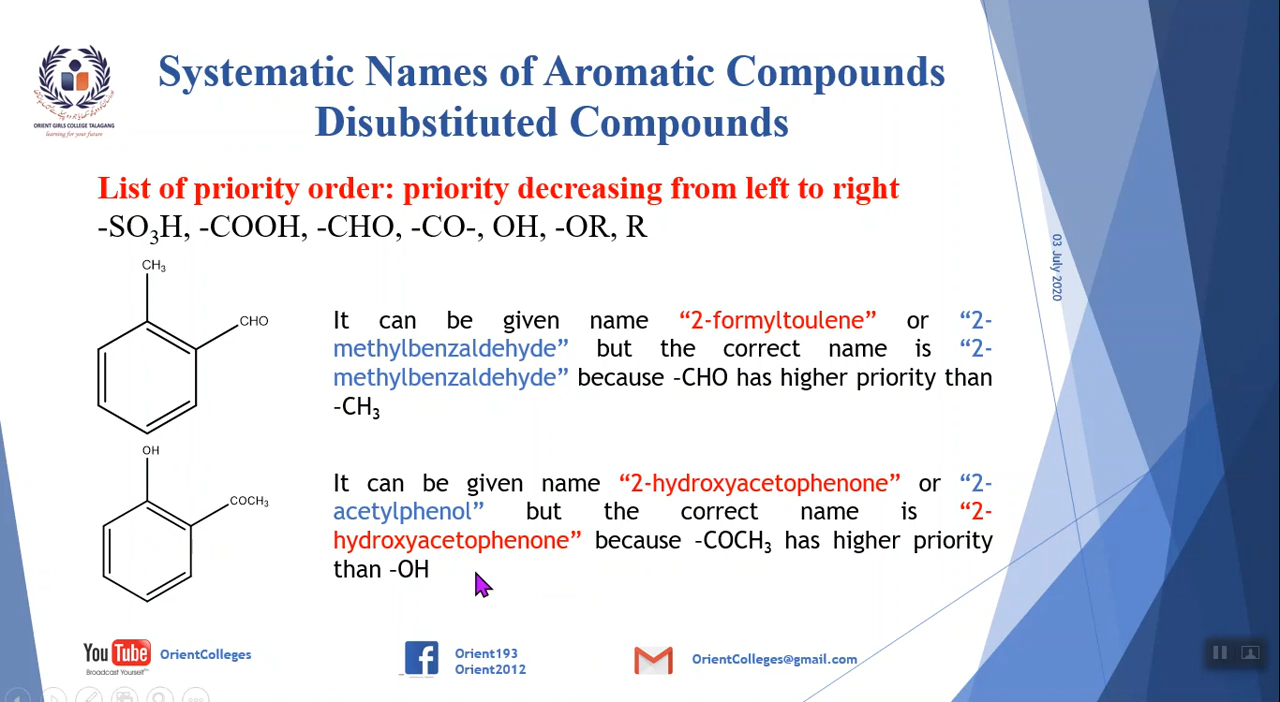 Systematic Names of Aromatic Compounds
Disubstituted Compounds
ORIENT GIRLS COLLEGE TALAGANG
learning for your future
List of priority order: priority decreasing from left to right
-SO₃H, -COOH, -CHO, -CO-, OH, -OR, R
03 July 2020
CH₃
CHO
It can be given name “2-formyltoulene” or “2-
methylbenzaldehyde” but the correct name is “2-
methylbenzaldehyde” because –CHO has higher priority than
–CH₃
OH
COCH₃
It can be given name “2-hydroxyacetophenone” or “2-
acetylphenol” but the correct name is “2-
hydroxyacetophenone” because –COCH₃ has higher priority
than –OH
YouTube
Broadcast Yourself™
OrientColleges
f
Orient193
Orient2012
OrientColleges@gmail.com